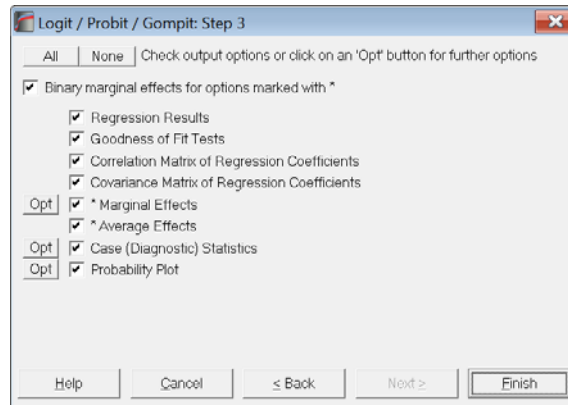 Logit / Probit / Gompit: Step 3
All None Check output options or click on an 'Opt' button for further options
Binary marginal effects for options marked with *
Regression Results
Goodness of Fit Tests
Correlation Matrix of Regression Coefficients
Covariance Matrix of Regression Coefficients
Opt * Marginal Effects
* Average Effects
Opt Case (Diagnostic) Statistics
Opt Probability Plot
Help Cancel < Back Next > Finish